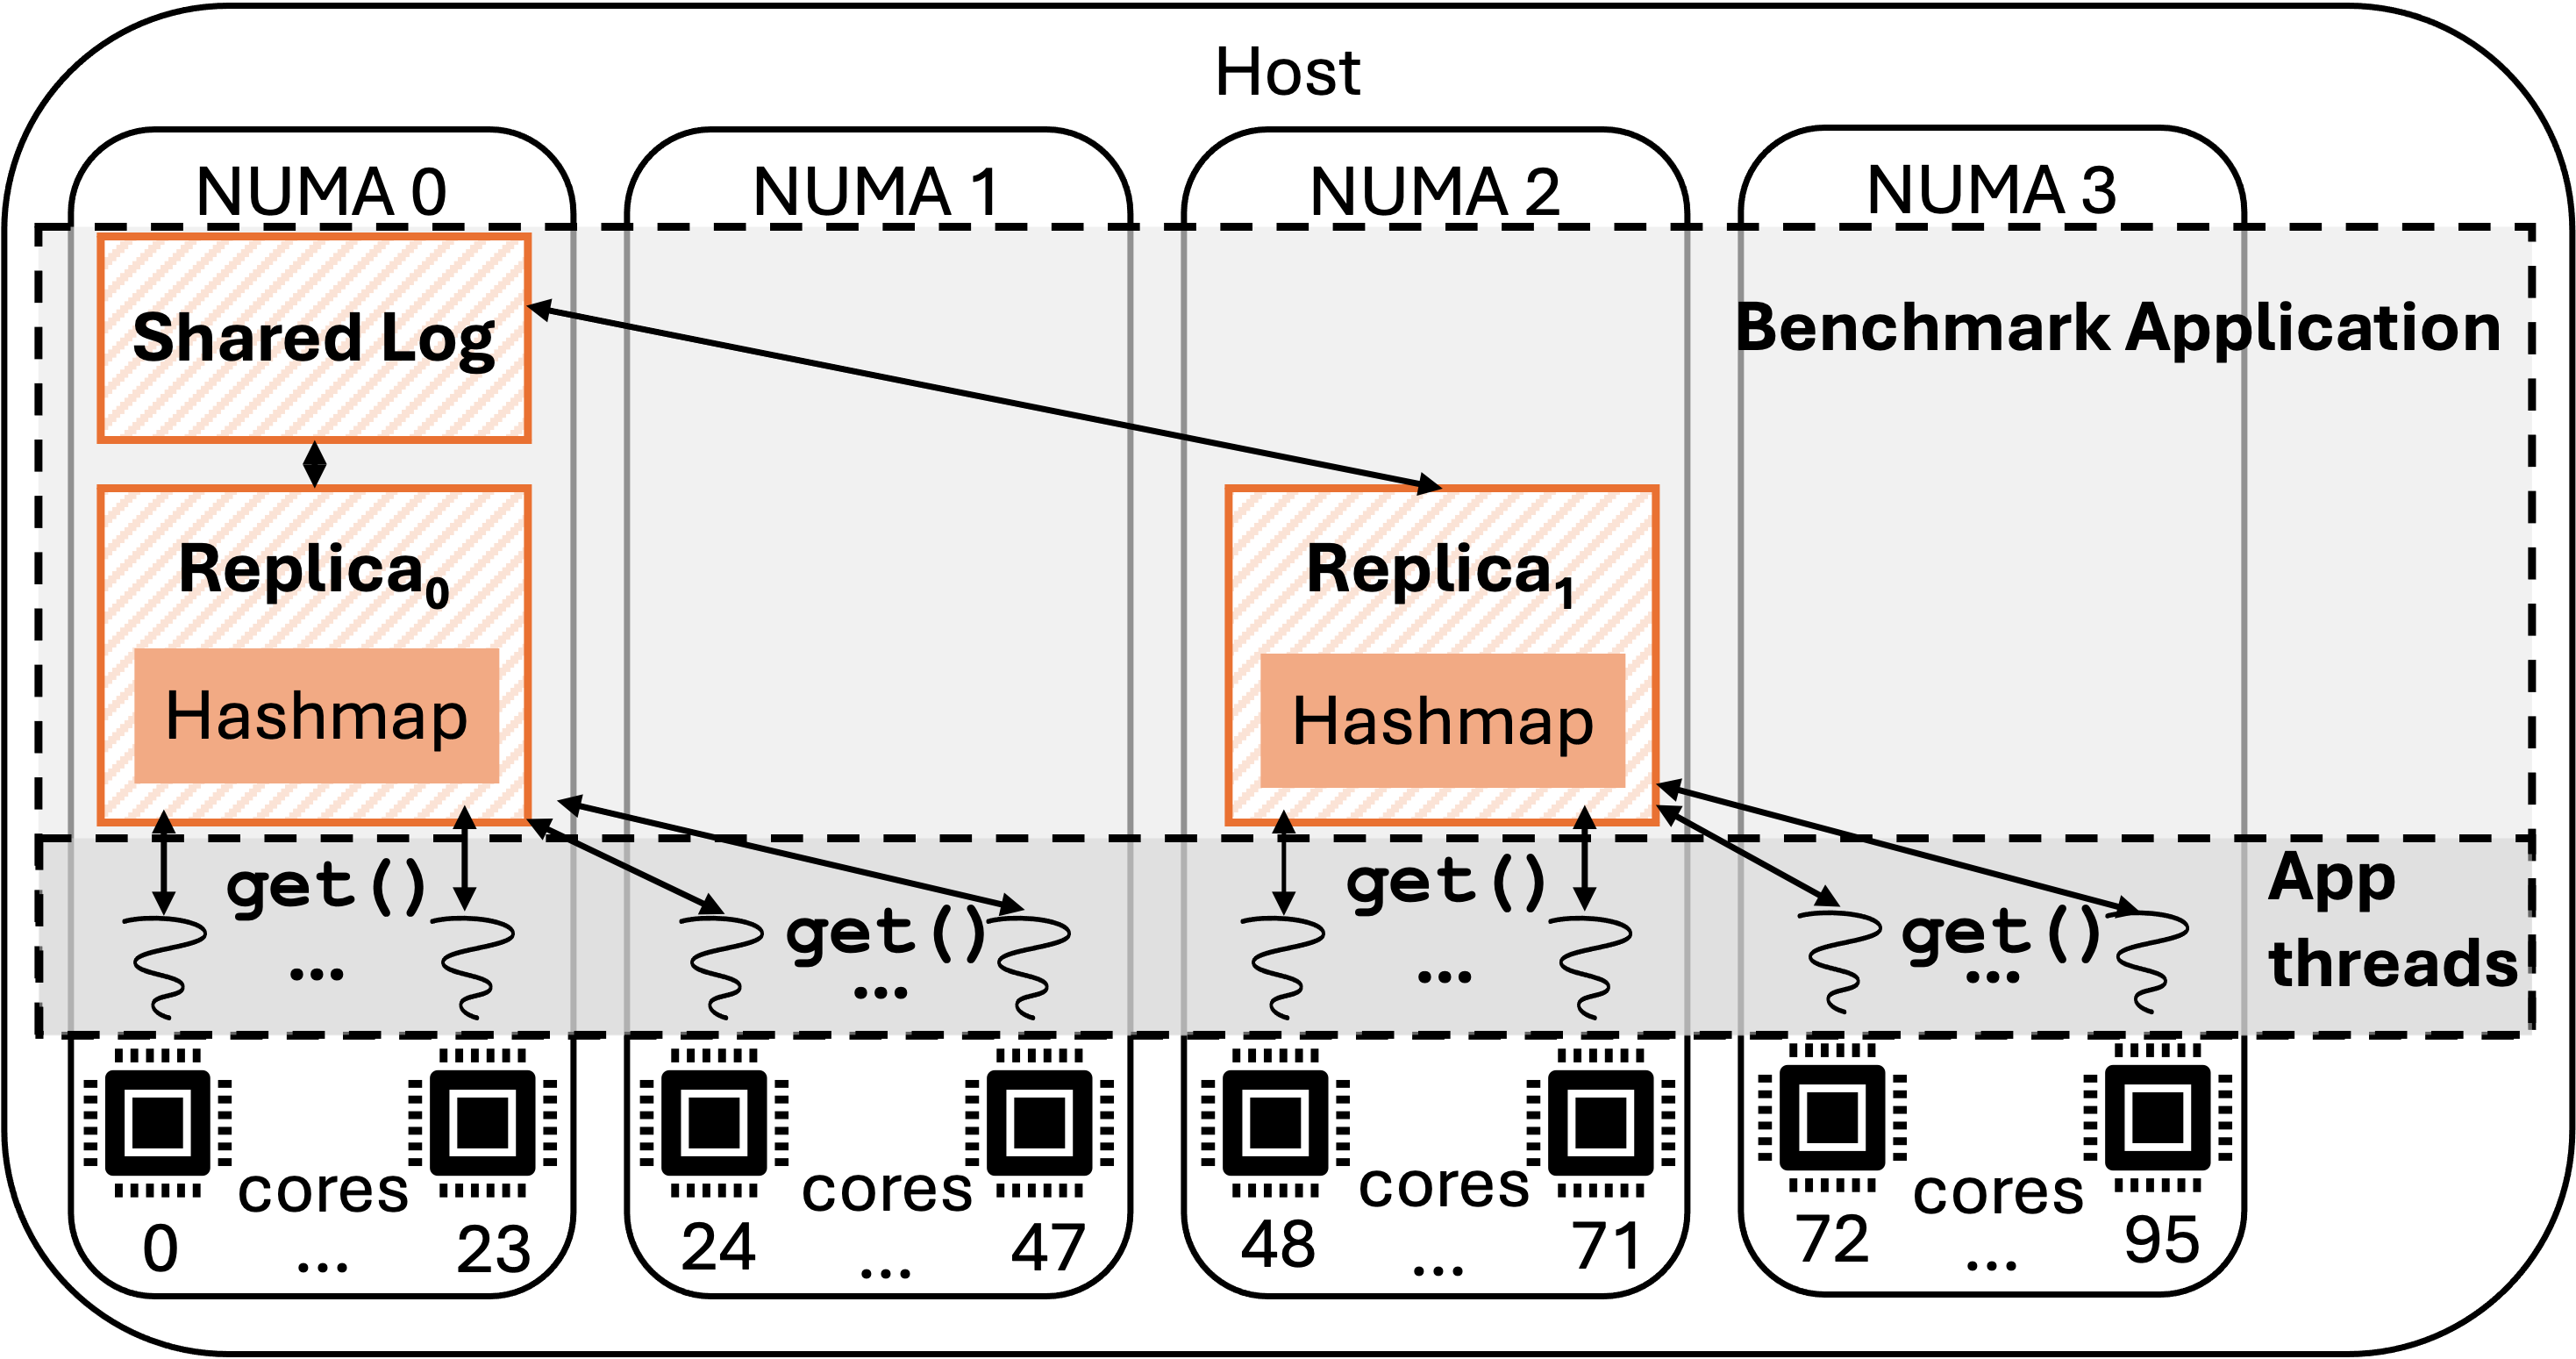 Host
NUMA 0
NUMA 1
NUMA 2
NUMA 3
Shared Log
Benchmark Application
Replica0
Hashmap
Replica1
Hashmap
get()
...
get()
...
get()
...
get()
...
App
threads
cores
0 ... 23
cores
24 ... 47
cores
48 ... 71
cores
72 ... 95